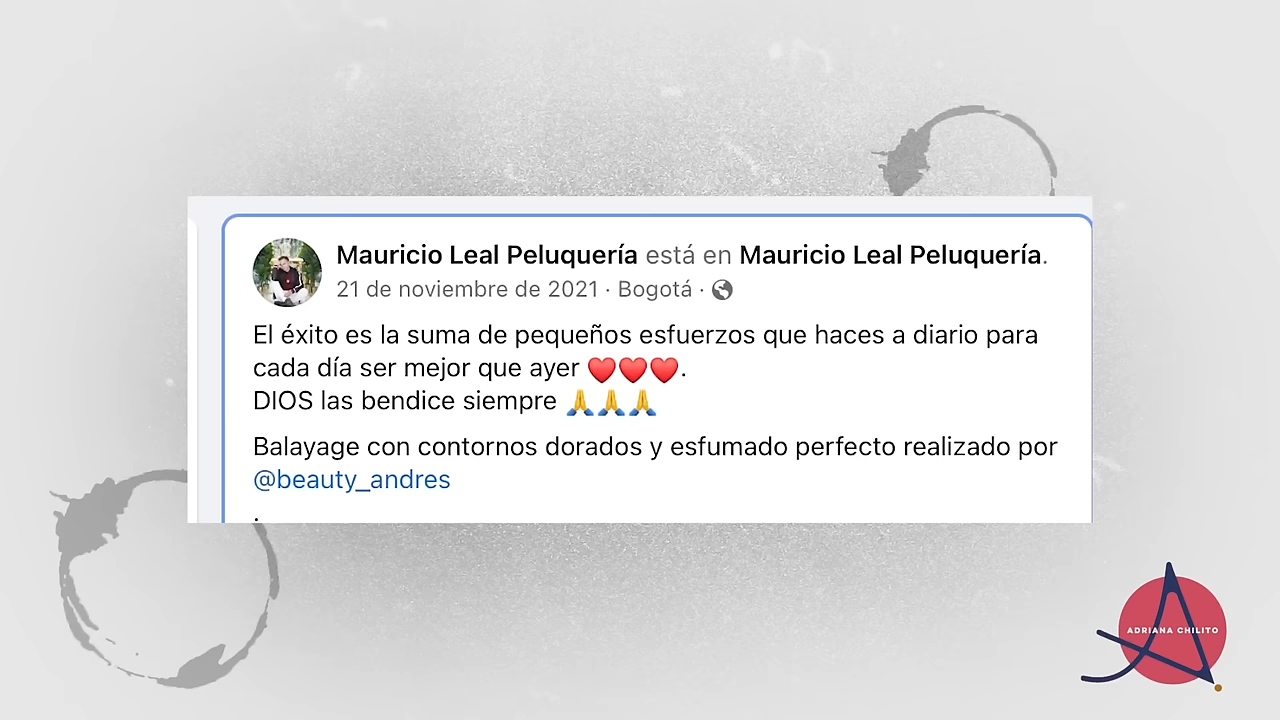 Mauricio Leal Peluquería está en Mauricio Leal Peluquería.
21 de noviembre de 2021 · Bogotá ·
El éxito es la suma de pequeños esfuerzos que haces a diario para
cada día ser mejor que ayer ♥️♥️♥️.
DIOS las bendice siempre 🙏🙏🙏
Balayage con contornos dorados y esfumado perfecto realizado por
@beauty_andres
.
ADRIANA CHILITO